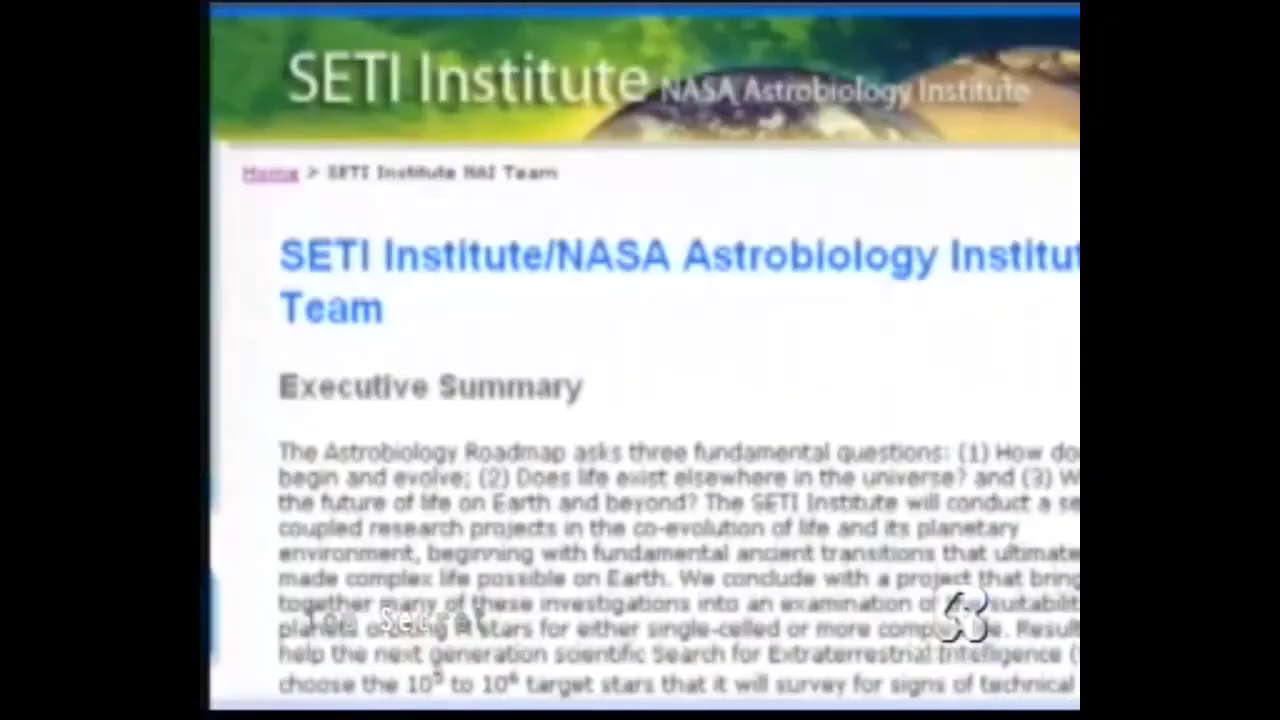 SETI Institute NASA Astrobiology Institute
Home > SETI Institute NAI Team
SETI Institute/NASA Astrobiology Institut
Team
Executive Summary
The Astrobiology Roadmap asks three fundamental questions: (1) How do
begin and evolve; (2) Does life exist elsewhere in the universe? and (3) W
the future of life on Earth and beyond? The SETI Institute will conduct a se
coupled research projects in the co-evolution of life and its planetary
environment, beginning with fundamental ancient transitions that ultimate
made complex life possible on Earth. We conclude with a project that bring
together many of these investigations into an examination of suitabilit
Top Secret
planets orbiting M stars for either single-celled or more comp Result
help the next generation scientific Search for Extraterrestrial Intelligence (
choose the 10⁵ to 10⁶ target stars that it will survey for signs of technical